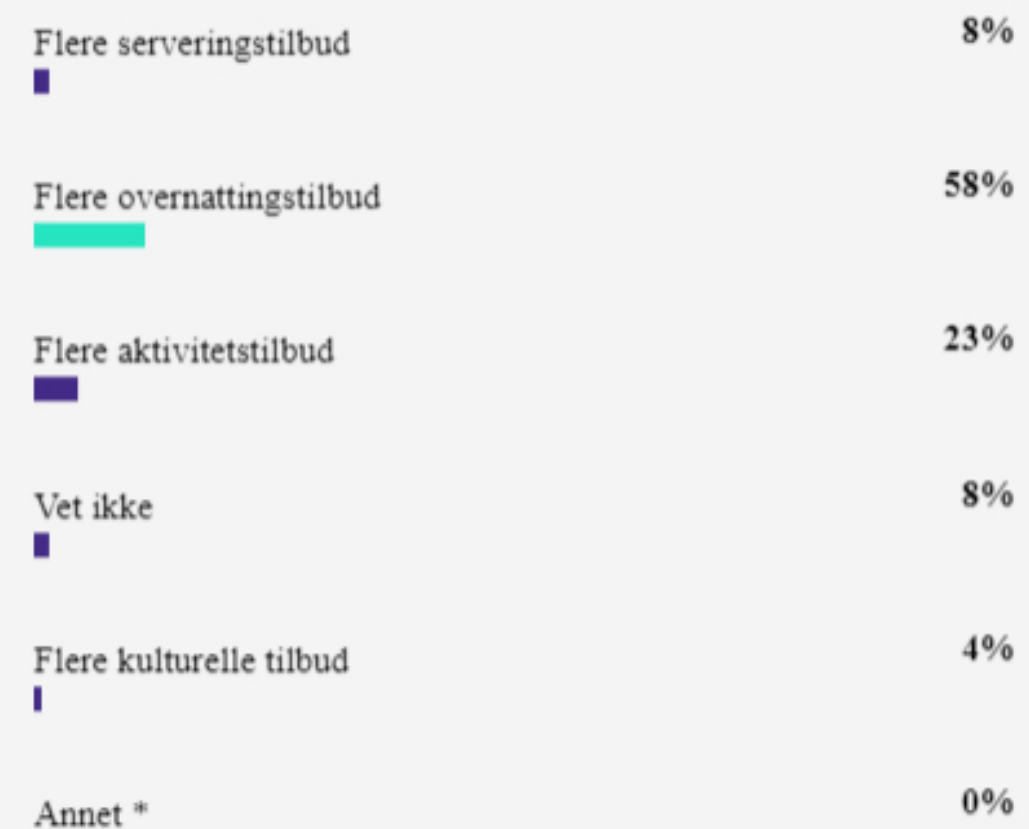 Flere serveringstilbud 8%
Flere overnattingstilbud 58%
Flere aktivitetstilbud 23%
Vet ikke 8%
Flere kulturelle tilbud 4%
Annet * 0%